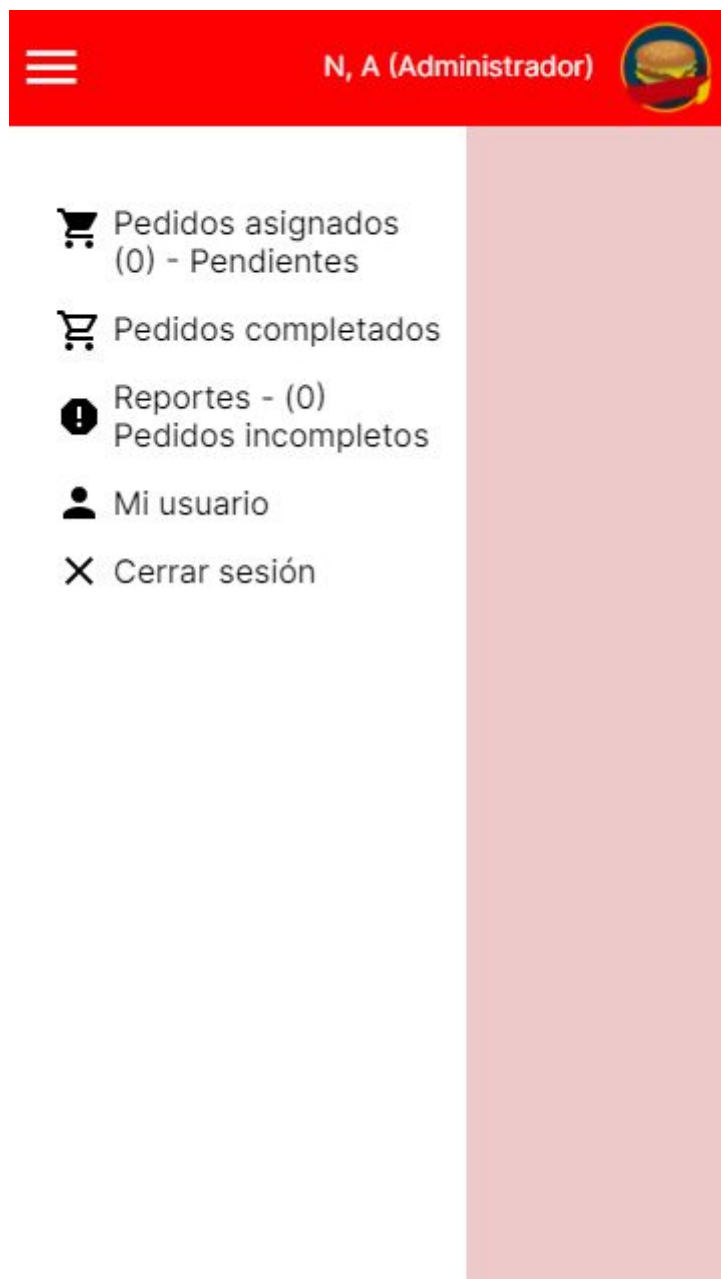 N, A (Administrador)
Pedidos asignados
(0) - Pendientes
Pedidos completados
Reportes - (0)
Pedidos incompletos
Mi usuario
Cerrar sesión